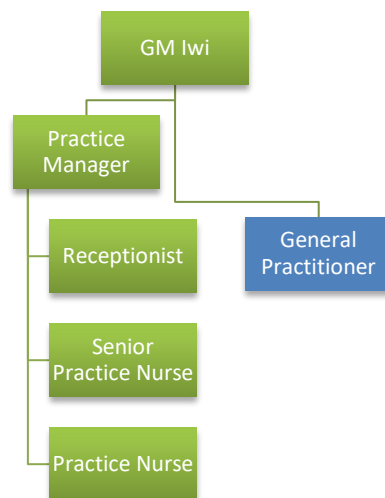 GM Iwi
Practice
Manager
Receptionist
General
Practitioner
Senior
Practice Nurse
Practice Nurse